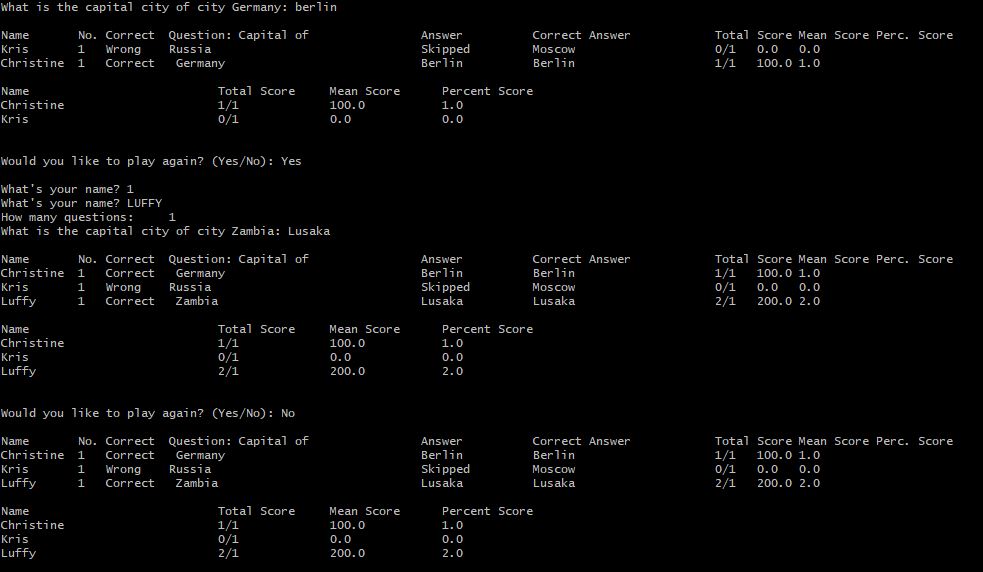 What is the capital city of city Germany: berlin
Name No. Correct Question: Capital of Answer Correct Answer Total Score Mean Score Perc. Score
Kris 1 Wrong Russia Skipped Moscow 0/1 0.0 0.0
Christine 1 Correct Germany Berlin Berlin 1/1 100.0 1.0
Name Total Score Mean Score Percent Score
Christine 1/1 100.0 1.0
Kris 0/1 0.0 0.0
Would you like to play again? (Yes/No): Yes
What's your name? 1
What's your name? LUFFY
How many questions: 1
What is the capital city of city Zambia: Lusaka
Name No. Correct Question: Capital of Answer Correct Answer Total Score Mean Score Perc. Score
Christine 1 Correct Germany Berlin Berlin 1/1 100.0 1.0
Kris 1 Wrong Russia Skipped Moscow 0/1 0.0 0.0
Luffy 1 Correct Zambia Lusaka Lusaka 2/1 200.0 2.0
Name Total Score Mean Score Percent Score
Christine 1/1 100.0 1.0
Kris 0/1 0.0 0.0
Luffy 2/1 200.0 2.0
Would you like to play again? (Yes/No): No
Name No. Correct Question: Capital of Answer Correct Answer Total Score Mean Score Perc. Score
Christine 1 Correct Germany Berlin Berlin 1/1 100.0 1.0
Kris 1 Wrong Russia Skipped Moscow 0/1 0.0 0.0
Luffy 1 Correct Zambia Lusaka Lusaka 2/1 200.0 2.0
Name Total Score Mean Score Percent Score
Christine 1/1 100.0 1.0
Kris 0/1 0.0 0.0
Luffy 2/1 200.0 2.0